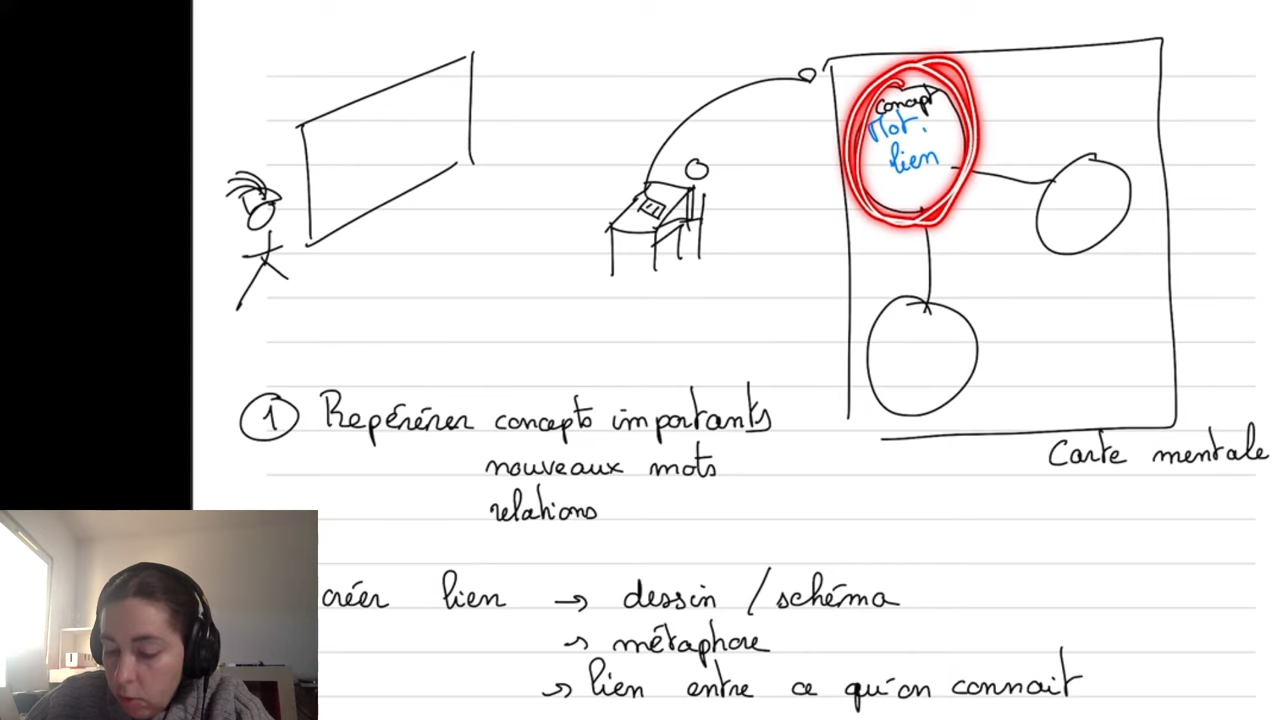 concept
Mot.
lien
Carte mentale
① Repérérer concepts importants
nouveaux mots
relations
créer lien → dessin / schéma
→ métaphore
→ lien entre ce qu'on connait